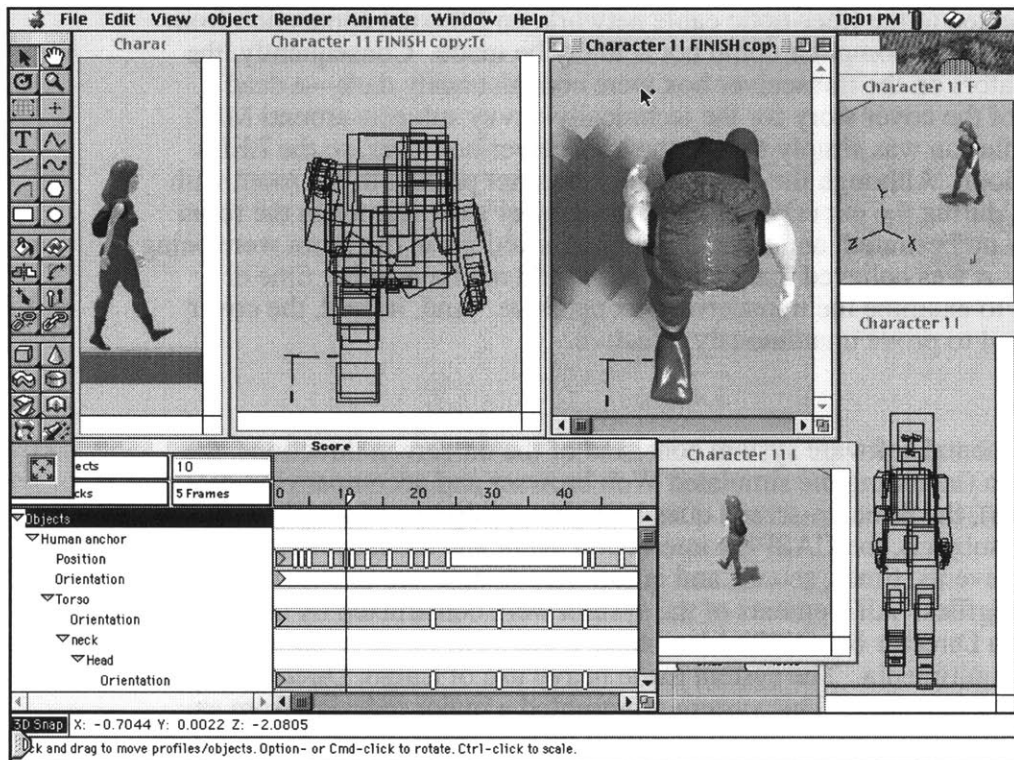 File Edit View Object Render Animate Window Help 10:01 PM
Charac
Character 11 FINISH copy:To
Character 11 FINISH copy
Character 11 F
T
Z X
Character 11 I
Score
Character 11 I
ects 10
cks 5 Frames
0 10 20 30 40
Objects
Human anchor
Position
Orientation
Torso
Orientation
neck
Head
Orientation
3D Snap X: -0.7044 Y: 0.0022 Z: -2.0805
ck and drag to move profiles/objects. Option- or Cmd-click to rotate. Ctrl-click to scale.